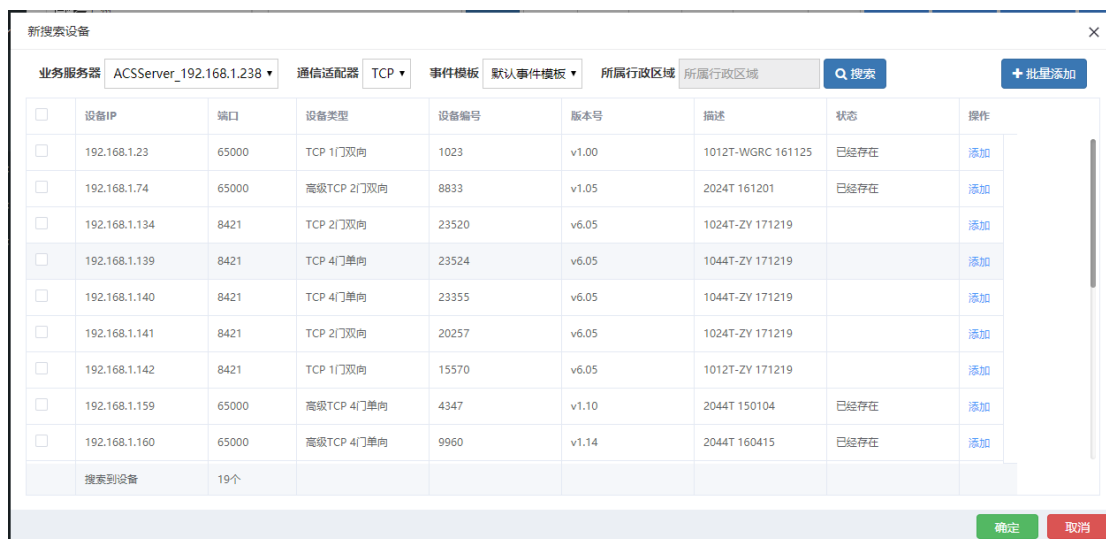 新搜索设备 ×
业务服务器 ACSServer_192.168.1.238 通信适配器 TCP 事件模板 默认事件模板 所属行政区域 所属行政区域 搜索 +批量添加
设备IP 端口 设备类型 设备编号 版本号 描述 状态 操作
192.168.1.23 65000 TCP 1门双向 1023 v1.00 1012T-WGRC 161125 已经存在 添加
192.168.1.74 65000 高级TCP 2门双向 8833 v1.05 2024T 161201 已经存在 添加
192.168.1.134 8421 TCP 2门双向 23520 v6.05 1024T-ZY 171219 添加
192.168.1.139 8421 TCP 4门单向 23524 v6.05 1044T-ZY 171219 添加
192.168.1.140 8421 TCP 4门单向 23355 v6.05 1044T-ZY 171219 添加
192.168.1.141 8421 TCP 2门双向 20257 v6.05 1024T-ZY 171219 添加
192.168.1.142 8421 TCP 1门双向 15570 v6.05 1012T-ZY 171219 添加
192.168.1.159 65000 高级TCP 4门单向 4347 v1.10 2044T 150104 已经存在 添加
192.168.1.160 65000 高级TCP 4门单向 9960 v1.14 2044T 160415 已经存在 添加
搜索到设备 19个
确定 取消